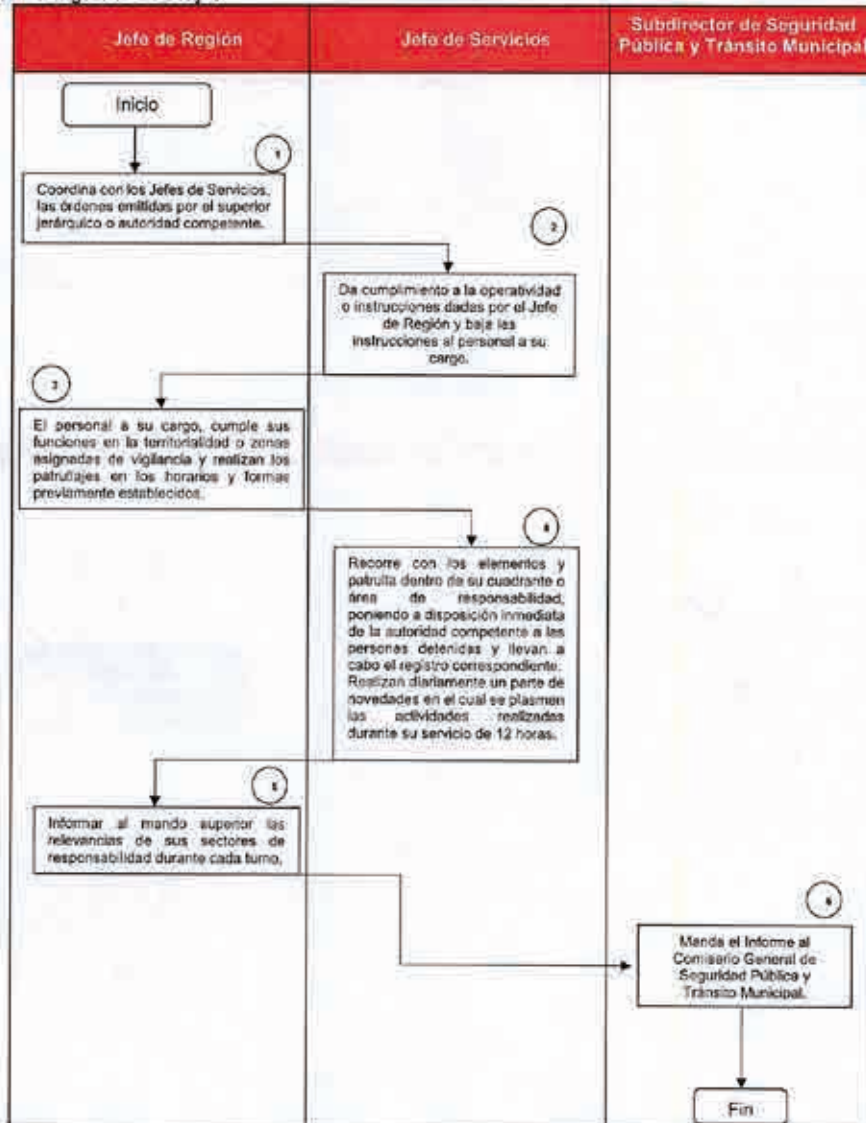 Jefe de Región
Jefe de Servicios
Subdirector de Seguridad
Pública y Tránsito Municipal
Inicio
1
Coordina con los Jefes de Servicios,
las órdenes emitidas por el superior
jerárquico o autoridad competente.
2
Da cumplimiento a la operatividad
o instrucciones dadas por el Jefe
de Región y baja las
instrucciones al personal a su
cargo.
3
El personal a su cargo, cumple sus
funciones en la territorialidad o zonas
asignadas de vigilancia y realizan los
patrullajes en los horarios y formas
previamente establecidos.
4
Recorre con los elementos y
patrulla dentro de su cuadrante o
área de responsabilidad,
poniendo a disposición inmediata
de la autoridad competente a las
personas detenidas y llevan a
cabo el registro correspondiente.
Realizan diariamente un parte de
novedades en el cual se plasmen
las actividades realizadas
durante su servicio de 12 horas.
5
Informar al mando superior las
relevancias de sus sectores de
responsabilidad durante cada turno.
6
Manda el Informe al
Comisario General de
Seguridad Pública y
Tránsito Municipal.
Fin